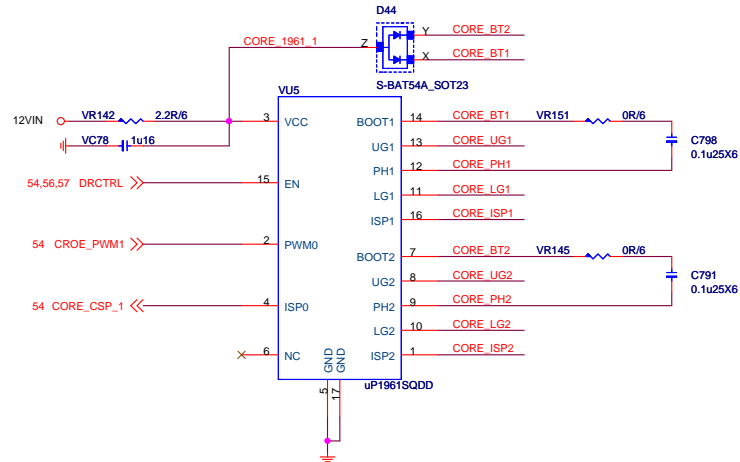 D44
CORE_1961_1
Z
Y
CORE_BT2
X
CORE_BT1
S-BAT54A_SOT23
VU5
12VIN
VR142
2.2R/6
3
VCC
BOOT1
14
CORE_BT1
VR151
0R/6
VC78
1u16
UG1
13
CORE_UG1
C798
0.1u25X6
PH1
12
CORE_PH1
54,56,57 DRCTRL
15
EN
LG1
11
CORE_LG1
ISP1
16
CORE_ISP1
54 CROE_PWM1
2
PWM0
BOOT2
7
CORE_BT2
VR145
0R/6
UG2
8
CORE_UG2
C791
0.1u25X6
54 CORE_CSP_1
4
ISP0
PH2
9
CORE_PH2
LG2
10
CORE_LG2
6
NC
ISP2
1
CORE_ISP2
GND
GND
uP1961SQDD
5
17